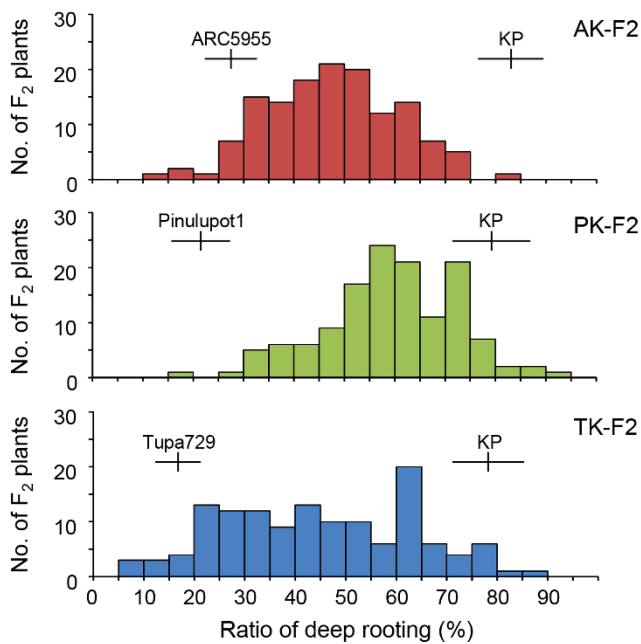 AK-F2
ARC5955 KP
No. of F2 plants
30
20
10
0
PK-F2
Pinulupot1 KP
No. of F2 plants
30
20
10
0
TK-F2
Tupa729 KP
No. of F2 plants
30
20
10
0
0 10 20 30 40 50 60 70 80 90
Ratio of deep rooting (%)